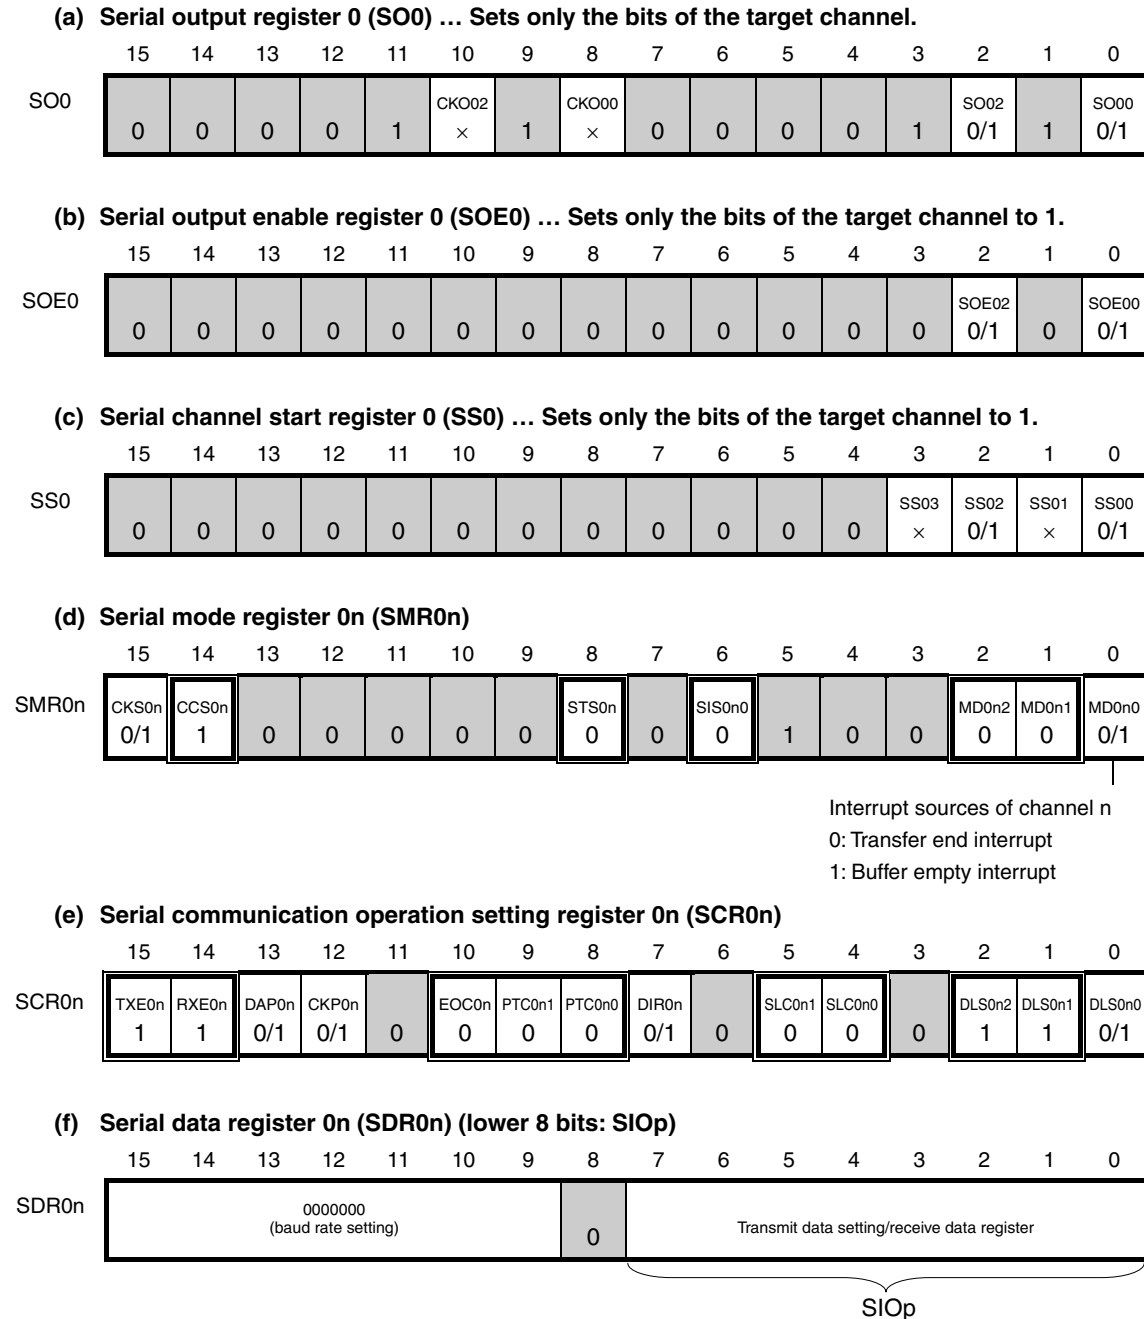 (a) Serial output register 0 (SO0) … Sets only the bits of the target channel.
15 14 13 12 11 10 9 8 7 6 5 4 3 2 1 0
SO0
CKO02 CKO00 SO02 SO00
0 0 0 0 1 × 1 × 0 0 0 0 1 0/1 1 0/1
(b) Serial output enable register 0 (SOE0) … Sets only the bits of the target channel to 1.
15 14 13 12 11 10 9 8 7 6 5 4 3 2 1 0
SOE0
SOE02 SOE00
0 0 0 0 0 0 0 0 0 0 0 0 0 0/1 0 0/1
(c) Serial channel start register 0 (SS0) … Sets only the bits of the target channel to 1.
15 14 13 12 11 10 9 8 7 6 5 4 3 2 1 0
SS0
SS03 SS02 SS01 SS00
0 0 0 0 0 0 0 0 0 0 0 0 × 0/1 × 0/1
(d) Serial mode register 0n (SMR0n)
15 14 13 12 11 10 9 8 7 6 5 4 3 2 1 0
SMR0n
CKS0n CCS0n STS0n SIS0n0 MD0n2 MD0n1 MD0n0
0/1 1 0 0 0 0 0 0 0 0 1 0 0 0 0 0/1
Interrupt sources of channel n
0: Transfer end interrupt
1: Buffer empty interrupt
(e) Serial communication operation setting register 0n (SCR0n)
15 14 13 12 11 10 9 8 7 6 5 4 3 2 1 0
SCR0n
TXE0n RXE0n DAP0n CKP0n EOC0n PTC0n1 PTC0n0 DIR0n SLC0n1 SLC0n0 DLS0n2 DLS0n1 DLS0n0
1 1 0/1 0/1 0 0 0 0 0/1 0 0 0 0 1 1 0/1
(f) Serial data register 0n (SDR0n) (lower 8 bits: SIOp)
15 14 13 12 11 10 9 8 7 6 5 4 3 2 1 0
SDR0n
0000000
(baud rate setting)
0
Transmit data setting/receive data register
SIOp